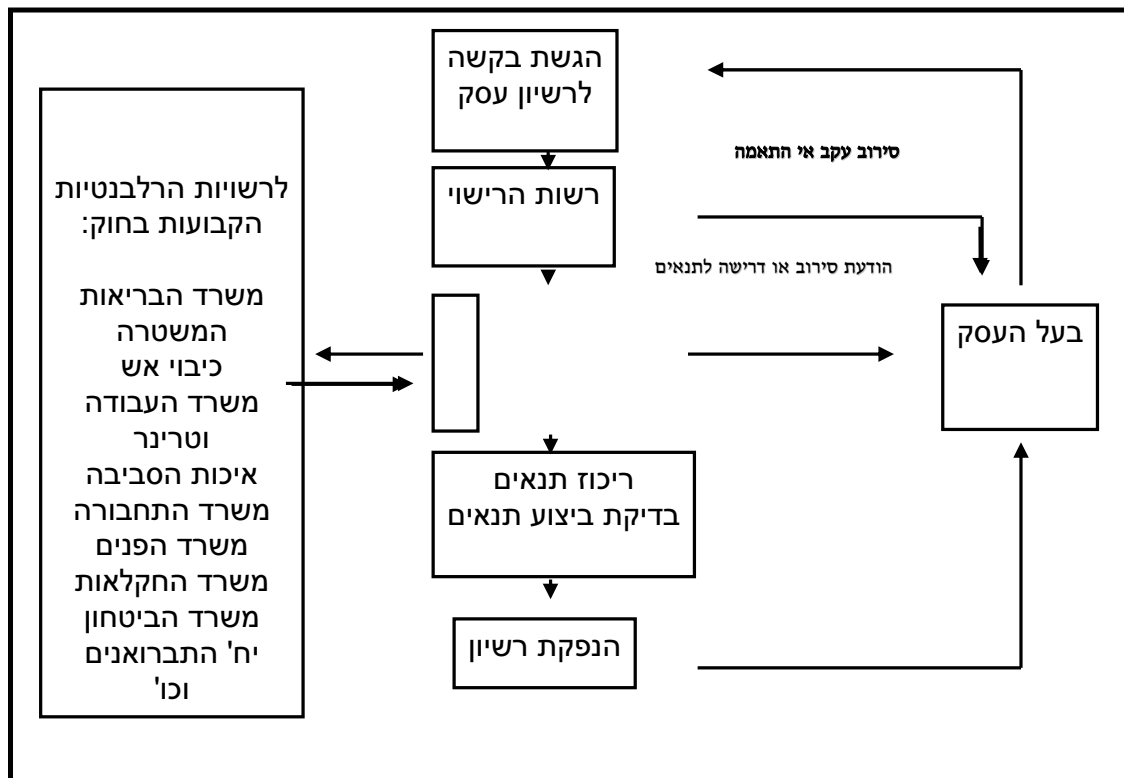 הגשת בקשה
לרשיון עסק
סירוב עקב אי התאמה
רשות הרישוי
הודעת סירוב או דרישה לתנאים
בעל העסק
לרשויות הרלבנטיות
הקבועות בחוק:
משרד הבריאות
המשטרה
כיבוי אש
משרד העבודה
וטרינר
איכות הסביבה
משרד התחבורה
משרד הפנים
משרד החקלאות
משרד הביטחון
יח' התברואנים
וכו'
ריכוז תנאים
בדיקת ביצוע תנאים
הנפקת רשיון